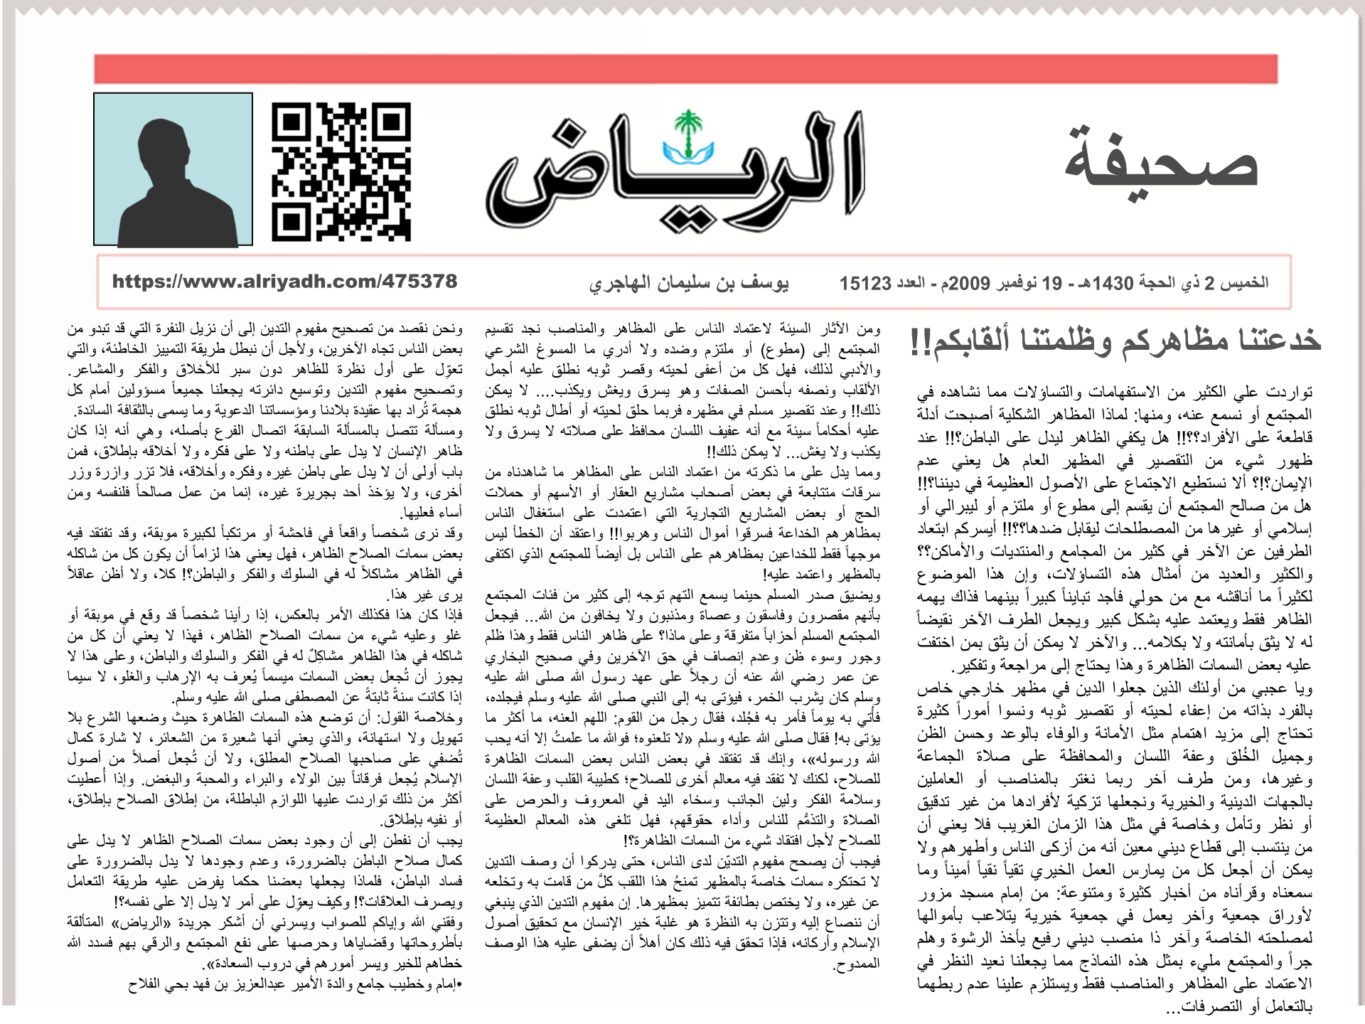 صحيفة
الرياض
الخميس 2 ذي الحجة 1430هـ - 19 نوفمبر 2009م - العدد 15123
يوسف بن سليمان الهاجري
https://www.alriyadh.com/475378
خدعتنا مظاهركم وظلمتنا ألقابكم!!
تواردت علي الكثير من الاستفهامات والتساؤلات مما نشاهده في
المجتمع أو نسمع عنه، ومنها: لماذا المظاهر الشكلية أصبحت أدلة
قاطعة على الأفراد؟؟!! هل يكفي الظاهر ليدل على الباطن؟!! عند
ظهور شيء من التقصير في المظهر العام هل يعني عدم
الإيمان؟!؟ ألا نستطيع الاجتماع على الأصول العظيمة في ديننا؟!!
هل من صالح المجتمع أن يقسم إلى مطوع أو ملتزم أو ليبرالي أو
إسلامي أو غيرها من المصطلحات ليقابل ضدها؟؟!! أيسركم ابتعاد
الطرفين عن الآخر في كثير من المجامع والمنتديات والأماكن؟؟
والكثير والعديد من أمثال هذه التساؤلات، وإن هذا الموضوع
لكثيراً ما أناقشه مع من حولي فأجد تبايناً كبيراً بينهما فذاك يهمه
الظاهر فقط ويعتمد عليه بشكل كبير ويجعل الطرف الآخر نقيضاً
له لا يثق بأمانته ولا بكلامه... والآخر لا يمكن أن يثق بمن اختفت
عليه بعض السمات الظاهرة وهذا يحتاج إلى مراجعة وتفكير.
ويا عجبي من أولئك الذين جعلوا الدين في مظهر خارجي خاص
بالفرد بذاته من إعفاء لحيته أو تقصير ثوبه ونسوا أموراً كثيرة
تحتاج إلى مزيد اهتمام مثل الأمانة والوفاء بالوعد وحسن الظن
وجميل الخُلق وعفة اللسان والمحافظة على صلاة الجماعة
وغيرها، ومن طرف آخر ربما نغتر بالمناصب أو العاملين
بالجهات الدينية والخيرية ونجعلها تزكية لأفرادها من غير تدقيق
أو نظر وتأمل وخاصة في مثل هذا الزمان الغريب فلا يعني أن
من ينتسب إلى قطاع ديني معين أنه من أزكى الناس وأطهرهم ولا
يمكن أن أجعل كل من يمارس العمل الخيري تقياً نقياً أميناً وما
سمعناه وقرأناه من أخبار كثيرة ومتنوعة: من إمام مسجد مزور
لأوراق جمعية وآخر يعمل في جمعية خيرية يتلاعب بأموالها
لمصلحته الخاصة وآخر ذا منصب ديني رفيع يأخذ الرشوة وهلم
جراً والمجتمع مليء بمثل هذه النماذج مما يجعلنا نعيد النظر في
الاعتماد على المظاهر والمناصب فقط ويستلزم علينا عدم ربطهما
بالتعامل أو التصرفات...
ومن الآثار السيئة لاعتماد الناس على المظاهر والمناصب نجد تقسيم
المجتمع إلى (مطوع) أو ملتزم وضده ولا أدري ما المسوغ الشرعي
والأدبي لذلك، فهل كل من أعفى لحيته وقصر ثوبه نطلق عليه أجمل
الألقاب ونصفه بأحسن الصفات وهو يسرق ويغش ويكذب.... لا يمكن
ذلك!! وعند تقصير مسلم في مظهره فربما حلق لحيته أو أطال ثوبه نطلق
عليه أحكاماً سيئة مع أنه عفيف اللسان محافظ على صلاته لا يسرق ولا
يكذب ولا يغش... لا يمكن ذلك!!
ومما يدل على ما ذكرته من اعتماد الناس على المظاهر ما شاهدناه من
سرقات متتابعة في بعض أصحاب مشاريع العقار أو الأسهم أو حملات
الحج أو بعض المشاريع التجارية التي اعتمدت على استغفال الناس
بمظاهرهم الخداعة فسرقوا أموال الناس وهربوا!! واعتقد أن الخطأ ليس
موجهاً فقط للخداعين بمظاهرهم على الناس بل أيضاً للمجتمع الذي اكتفى
بالمظهر واعتمد عليه!
ويضيق صدر المسلم حينما يسمع التهم توجه إلى كثير من فئات المجتمع
بأنهم مقصرون وفاسقون وعصاة ومذنبون ولا يخافون من الله... فيجعل
المجتمع المسلم أحزاباً متفرقة وعلى ماذا؟ على ظاهر الناس فقط وهذا ظلم
وجور وسوء ظن وعدم إنصاف في حق الآخرين وفي صحيح البخاري
عن عمر رضي الله عنه أن رجلاً على عهد رسول الله صلى الله عليه
وسلم كان يشرب الخمر، فيؤتى به إلى النبي صلى الله عليه وسلم فيجلده،
فأتي به يوماً فأمر به فجُلد، فقال رجل من القوم: اللهم العنه، ما أكثر ما
يؤتى به! فقال صلى الله عليه وسلم «لا تلعنوه؛ فوالله ما علمتُ إلا أنه يحب
الله ورسوله»، وإنك قد تفتقد في بعض الناس بعض السمات الظاهرة
للصلاح، لكنك لا تفقد فيه معالم أخرى للصلاح؛ كطيبة القلب وعفة اللسان
وسلامة الفكر ولين الجانب وسخاء اليد في المعروف والحرص على
الصلاة والتذمُّم للناس وأداء حقوقهم، فهل تلغى هذه المعالم العظيمة
للصلاح لأجل افتقاد شيء من السمات الظاهرة؟!
فيجب أن يصحح مفهوم التديّن لدى الناس، حتى يدركوا أن وصف التدين
لا تحتكره سمات خاصة بالمظهر تمنحُ هذا اللقب كلَّ من قامت به وتخلعه
عن غيره، ولا يختص بطائفة تتميز بمظهرها. إن مفهوم التدين الذي ينبغي
أن ننصاع إليه وتتزن به النظرة هو غلبة خير الإنسان مع تحقيق أصول
الإسلام وأركانه، فإذا تحقق فيه ذلك كان أهلاً أن يضفى عليه هذا الوصف
الممدوح.
ونحن نقصد من تصحيح مفهوم التدين إلى أن نزيل النفرة التي قد تبدو من
بعض الناس تجاه الآخرين، ولأجل أن نبطل طريقة التمييز الخاطئة، والتي
تعوّل على أول نظرة للظاهر دون سبر للأخلاق والفكر والمشاعر.
وتصحيح مفهوم التدين وتوسيع دائرته يجعلنا جميعاً مسؤولين أمام كل
هجمة تُراد بها عقيدة بلادنا ومؤسساتنا الدعوية وما يسمى بالثقافة السائدة.
ومسألة تتصل بالمسألة السابقة اتصال الفرع بأصله، وهي أنه إذا كان
ظاهر الإنسان لا يدل على باطنه ولا على فكره ولا أخلاقه بإطلاق، فمن
باب أولى أن لا يدل على باطن غيره وفكره وأخلاقه، فلا تزر وازرة وزر
أخرى، ولا يؤخذ أحد بجريرة غيره، إنما من عمل صالحاً فلنفسه ومن
أساء فعليها.
وقد نرى شخصاً واقعاً في فاحشة أو مرتكباً لكبيرة موبقة، وقد تفتقد فيه
بعض سمات الصلاح الظاهر، فهل يعني هذا لزاماً أن يكون كل من شاكله
في الظاهر مشاكلاً له في السلوك والفكر والباطن؟! كلا، ولا أظن عاقلاً
يرى غير هذا.
فإذا كان هذا فكذلك الأمر بالعكس، إذا رأينا شخصاً قد وقع في موبقة أو
غلو وعليه شيء من سمات الصلاح الظاهر، فهذا لا يعني أن كل من
شاكله في هذا الظاهر مشاكِلٌ له في الفكر والسلوك والباطن، وعلى هذا لا
يجوز أن تُجعل بعض السمات ميسماً يُعرف به الإرهاب والغلو، لا سيما
إذا كانت سنةً ثابتةً عن المصطفى صلى الله عليه وسلم.
وخلاصة القول: أن توضع هذه السمات الظاهرة حيث وضعها الشرع بلا
تهويل ولا استهانة، والذي يعني أنها شعيرة من الشعائر، لا شارة كمال
تُضفي على صاحبها الصلاح المطلق، ولا أن تُجعل أصلاً من أصول
الإسلام يُجعل فرقاناً بين الولاء والبراء والمحبة والبغض. وإذا أُعطيت
أكثر من ذلك تواردت عليها اللوازم الباطلة، من إطلاق الصلاح بإطلاق،
أو نفيه بإطلاق.
يجب أن نفطن إلى أن وجود بعض سمات الصلاح الظاهر لا يدل على
كمال صلاح الباطن بالضرورة، وعدم وجودها لا يدل بالضرورة على
فساد الباطن، فلماذا يجعلها بعضنا حكما يفرض عليه طريقة التعامل
ويصرف العلاقات؟! وكيف يعوّل على أمر لا يدل إلا على نفسه؟!
وفقني الله وإياكم للصواب ويسرني أن أشكر جريدة «الرياض» المتألقة
بأطروحاتها وقضاياها وحرصها على نفع المجتمع والرقي بهم فسدد الله
خطاهم للخير ويسر أمورهم في دروب السعادة».
•إمام وخطيب جامع والدة الأمير عبدالعزيز بن فهد بحي الفلاح